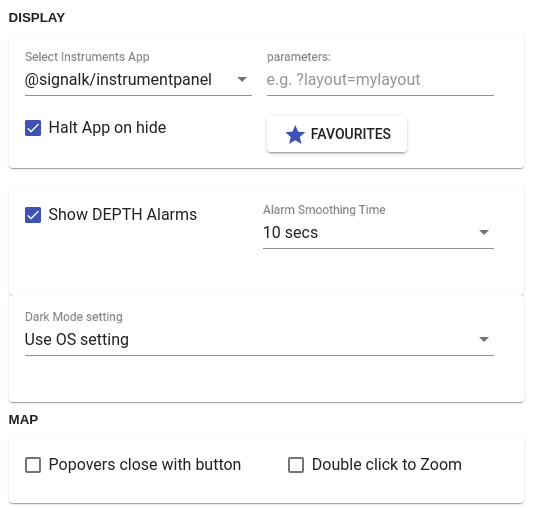 DISPLAY
Select Instruments App
parameters:
@signalk/instrumentpanel
e.g. ?layout=mylayout
Halt App on hide
FAVOURITES
Show DEPTH Alarms
Alarm Smoothing Time
10 secs
Dark Mode setting
Use OS setting
MAP
Popovers close with button
Double click to Zoom